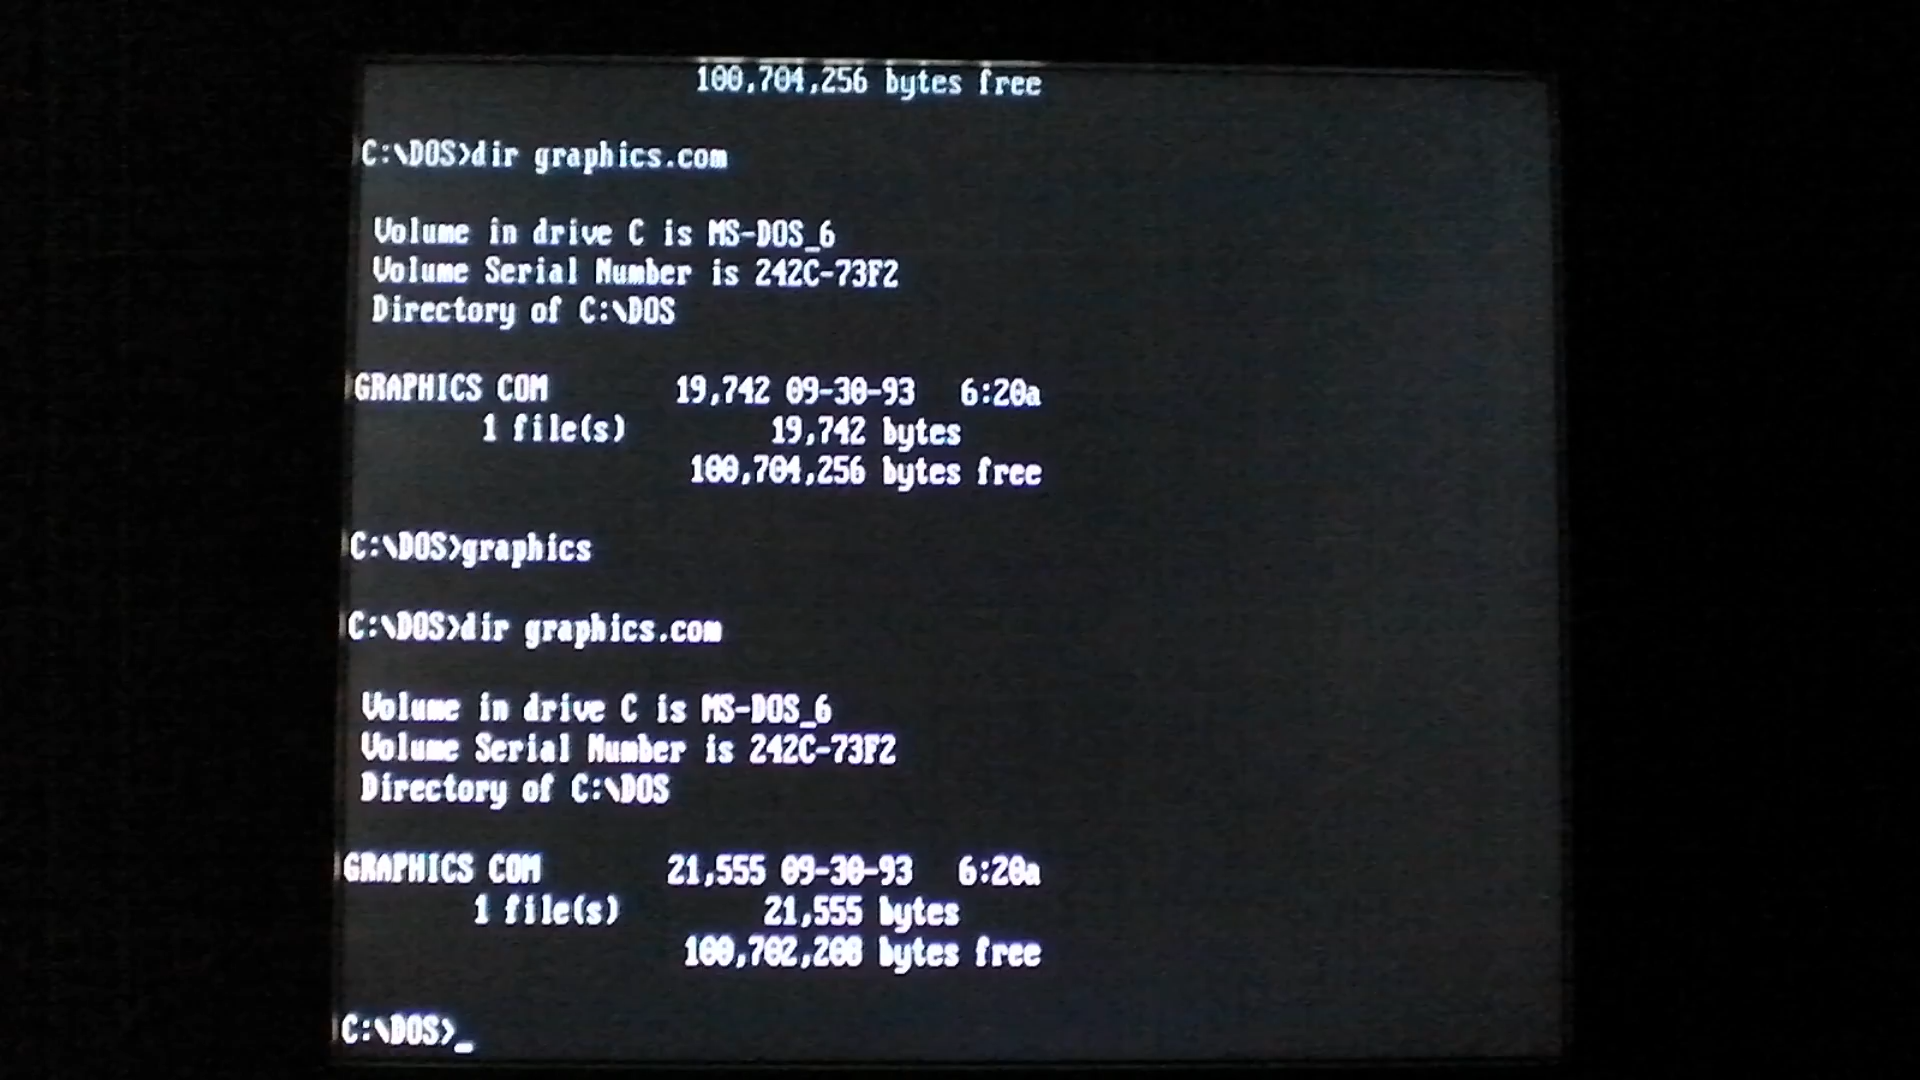 100,704,256 bytes free
C:\DOS>dir graphics.com
Volume in drive C is MS-DOS_6
Volume Serial Number is 242C-73F2
Directory of C:\DOS
GRAPHICS COM 19,742 09-30-93 6:20a
1 file(s) 19,742 bytes
100,704,256 bytes free
C:\DOS>graphics
C:\DOS>dir graphics.com
Volume in drive C is MS-DOS_6
Volume Serial Number is 242C-73F2
Directory of C:\DOS
GRAPHICS COM 21,555 09-30-93 6:20a
1 file(s) 21,555 bytes
100,702,208 bytes free
C:\DOS>_